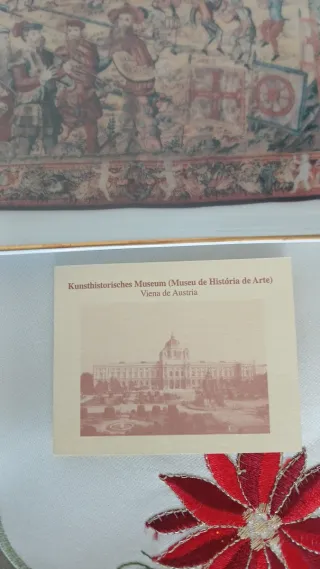 Kunsthistorisches Museum (Museu de História de Arte)
Viena de Austria